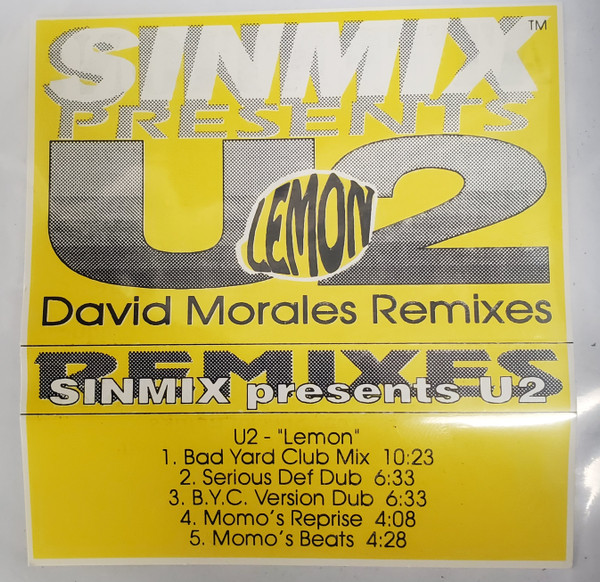 SINMIX™
PRESENTS
U2
LEMON
David Morales Remixes
REMIXES
SINMIX presents U2
U2 - "Lemon"
1. Bad Yard Club Mix 10:23
2. Serious Def Dub 6:33
3. B.Y.C. Version Dub 6:33
4. Momo's Reprise 4:08
5. Momo's Beats 4:28